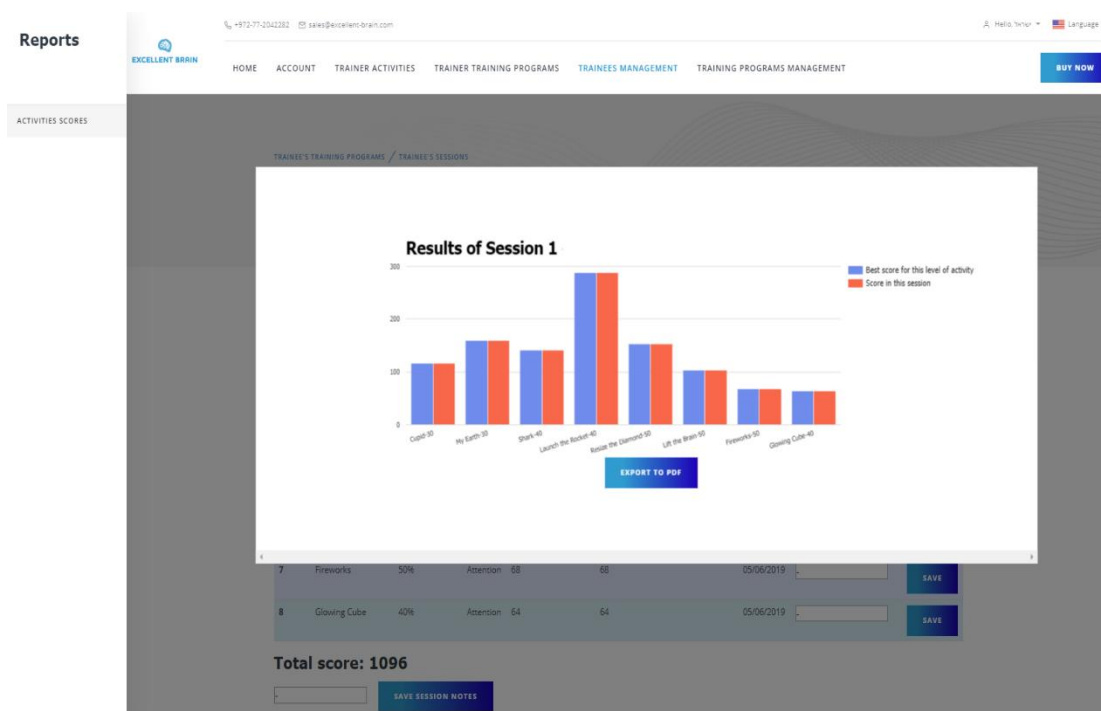 Reports
ACTIVITIES SCORES
+972-77-2042282 sales@excellent-brain.com
Hello, ישראל Language
EXCELLENT BRAIN
HOME ACCOUNT TRAINER ACTIVITIES TRAINER TRAINING PROGRAMS TRAINEES MANAGEMENT TRAINING PROGRAMS MANAGEMENT
BUY NOW
TRAINEE'S TRAINING PROGRAMS / TRAINEE'S SESSIONS
Results of Session 1
Best score for this level of activity
Score in this session
300
200
100
0
Cupid-30
My Earth-30
Shark-40
Launch the Rocket-40
Resize the Diamond-50
Lift the Brain-50
Fireworks-50
Glowing Cube-40
EXPORT TO PDF
7 Fireworks 50% Attention 68 68 05/06/2019 SAVE
8 Glowing Cube 40% Attention 64 64 05/06/2019 SAVE
Total score: 1096
SAVE SESSION NOTES